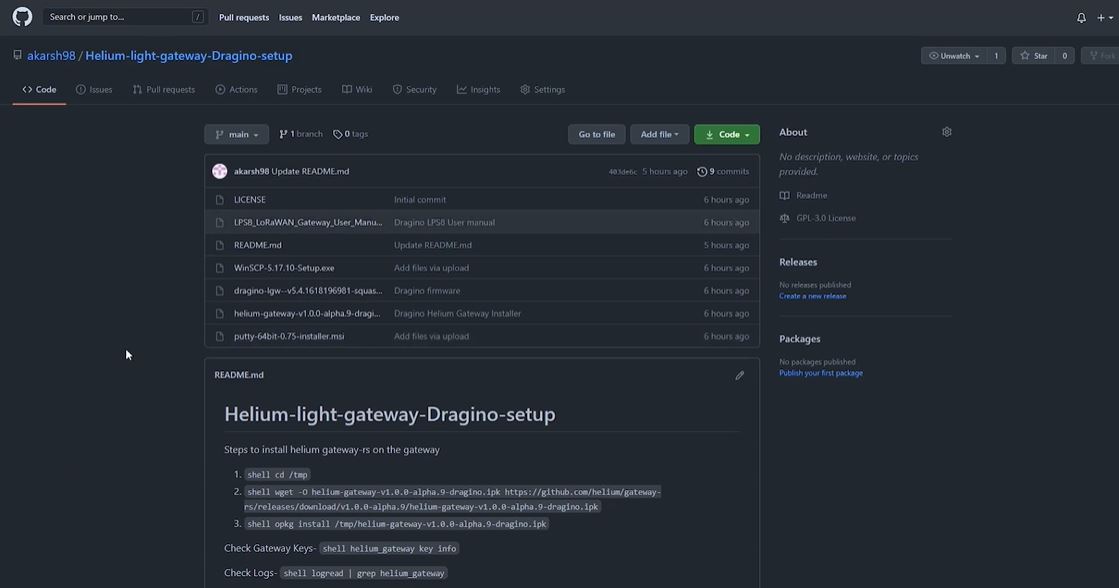 Search or jump to... /
Pull requests Issues Marketplace Explore
akarsh98 / Helium-light-gateway-Dragino-setup
Unwatch 1 Star 0 Fork
Code Issues Pull requests Actions Projects Wiki Security Insights Settings
main 1 branch 0 tags Go to file Add file Code
akarsh98 Update README.md 403de6c 5 hours ago 9 commits
LICENSE Initial commit 6 hours ago
LPS8_LoRaWAN_Gateway_User_Manu... Dragino LPS8 User manual 6 hours ago
README.md Update README.md 5 hours ago
WinSCP-5.17.10-Setup.exe Add files via upload 6 hours ago
dragino-lgw--v5.4.1618196981-squas... Dragino firmware 6 hours ago
helium-gateway-v1.0.0-alpha.9-dragi... Dragino Helium Gateway Installer 6 hours ago
putty-64bit-0.75-installer.msi Add files via upload 6 hours ago
README.md
Helium-light-gateway-Dragino-setup
Steps to install helium gateway-rs on the gateway
1. shell cd /tmp
2. shell wget -O helium-gateway-v1.0.0-alpha.9-dragino.ipk https://github.com/helium/gateway-
rs/releases/download/v1.0.0-alpha.9/helium-gateway-v1.0.0-alpha.9-dragino.ipk
3. shell opkg install /tmp/helium-gateway-v1.0.0-alpha.9-dragino.ipk
Check Gateway Keys- shell helium_gateway key info
Check Logs- shell logread | grep helium_gateway
About
No description, website, or topics
provided.
Readme
GPL-3.0 License
Releases
No releases published
Create a new release
Packages
No packages published
Publish your first package